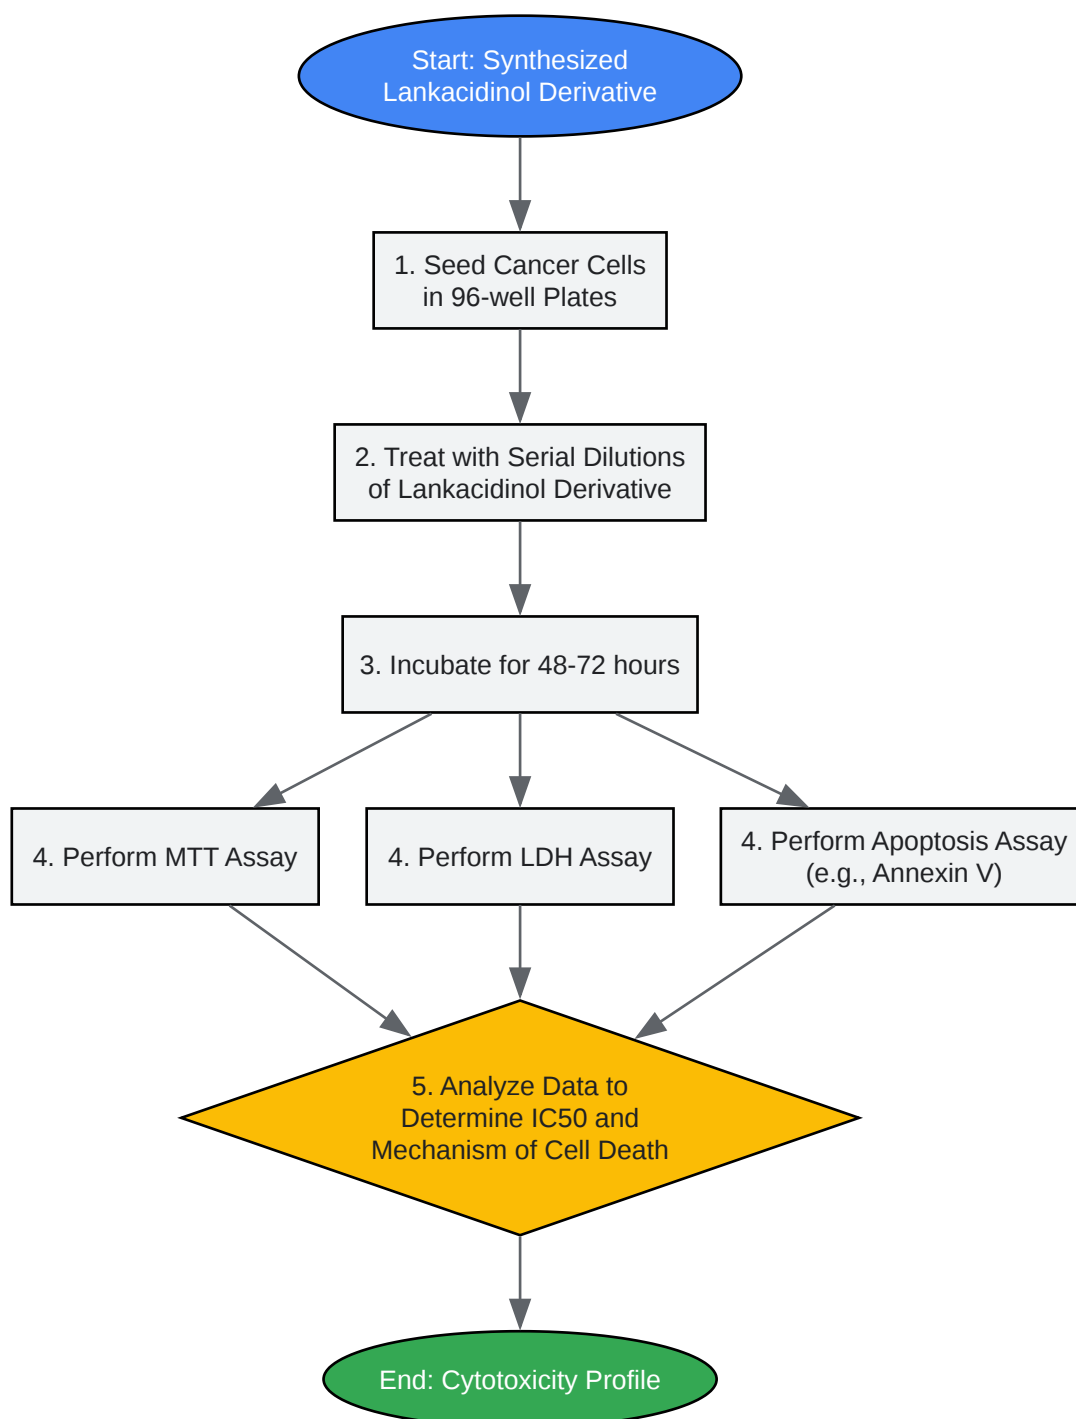 Start: Synthesized
Lankacidinol Derivative
1. Seed Cancer Cells
in 96-well Plates
2. Treat with Serial Dilutions
of Lankacidinol Derivative
3. Incubate for 48-72 hours
4. Perform MTT Assay
4. Perform LDH Assay
4. Perform Apoptosis Assay
(e.g., Annexin V)
5. Analyze Data to
Determine IC50 and
Mechanism of Cell Death
End: Cytotoxicity Profile